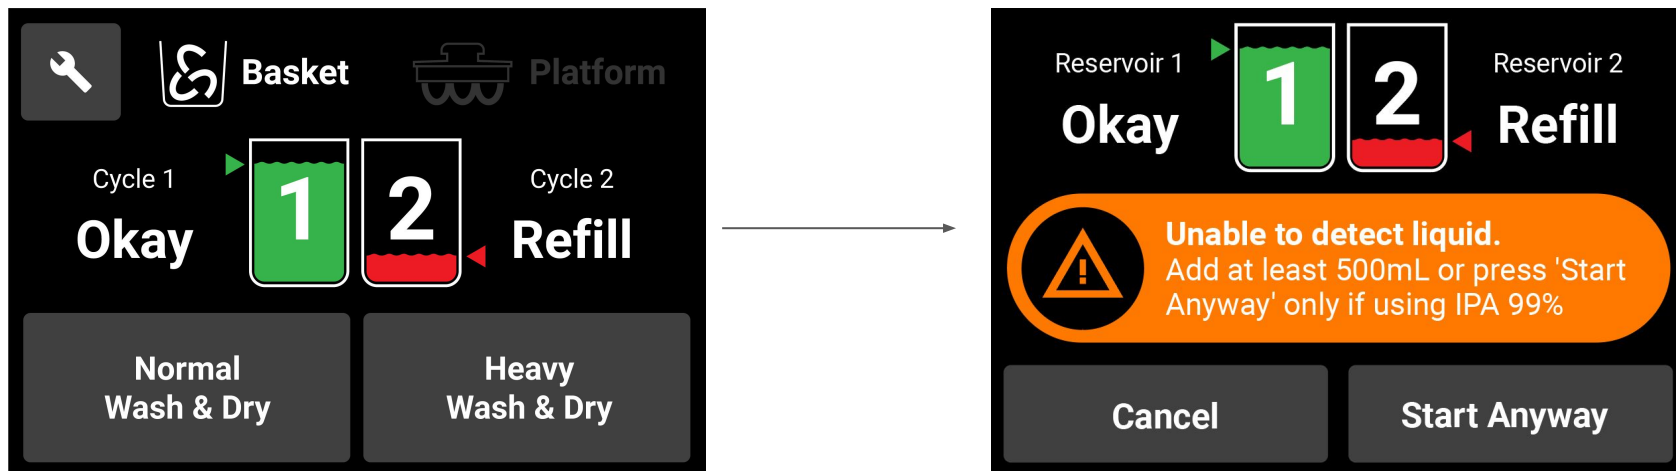 Basket
Platform
Cycle 1
Okay
1
2
Cycle 2
Refill
Normal
Wash & Dry
Heavy
Wash & Dry
Reservoir 1
Okay
1
2
Reservoir 2
Refill
Unable to detect liquid.
Add at least 500mL or press 'Start
Anyway' only if using IPA 99%
Cancel
Start Anyway